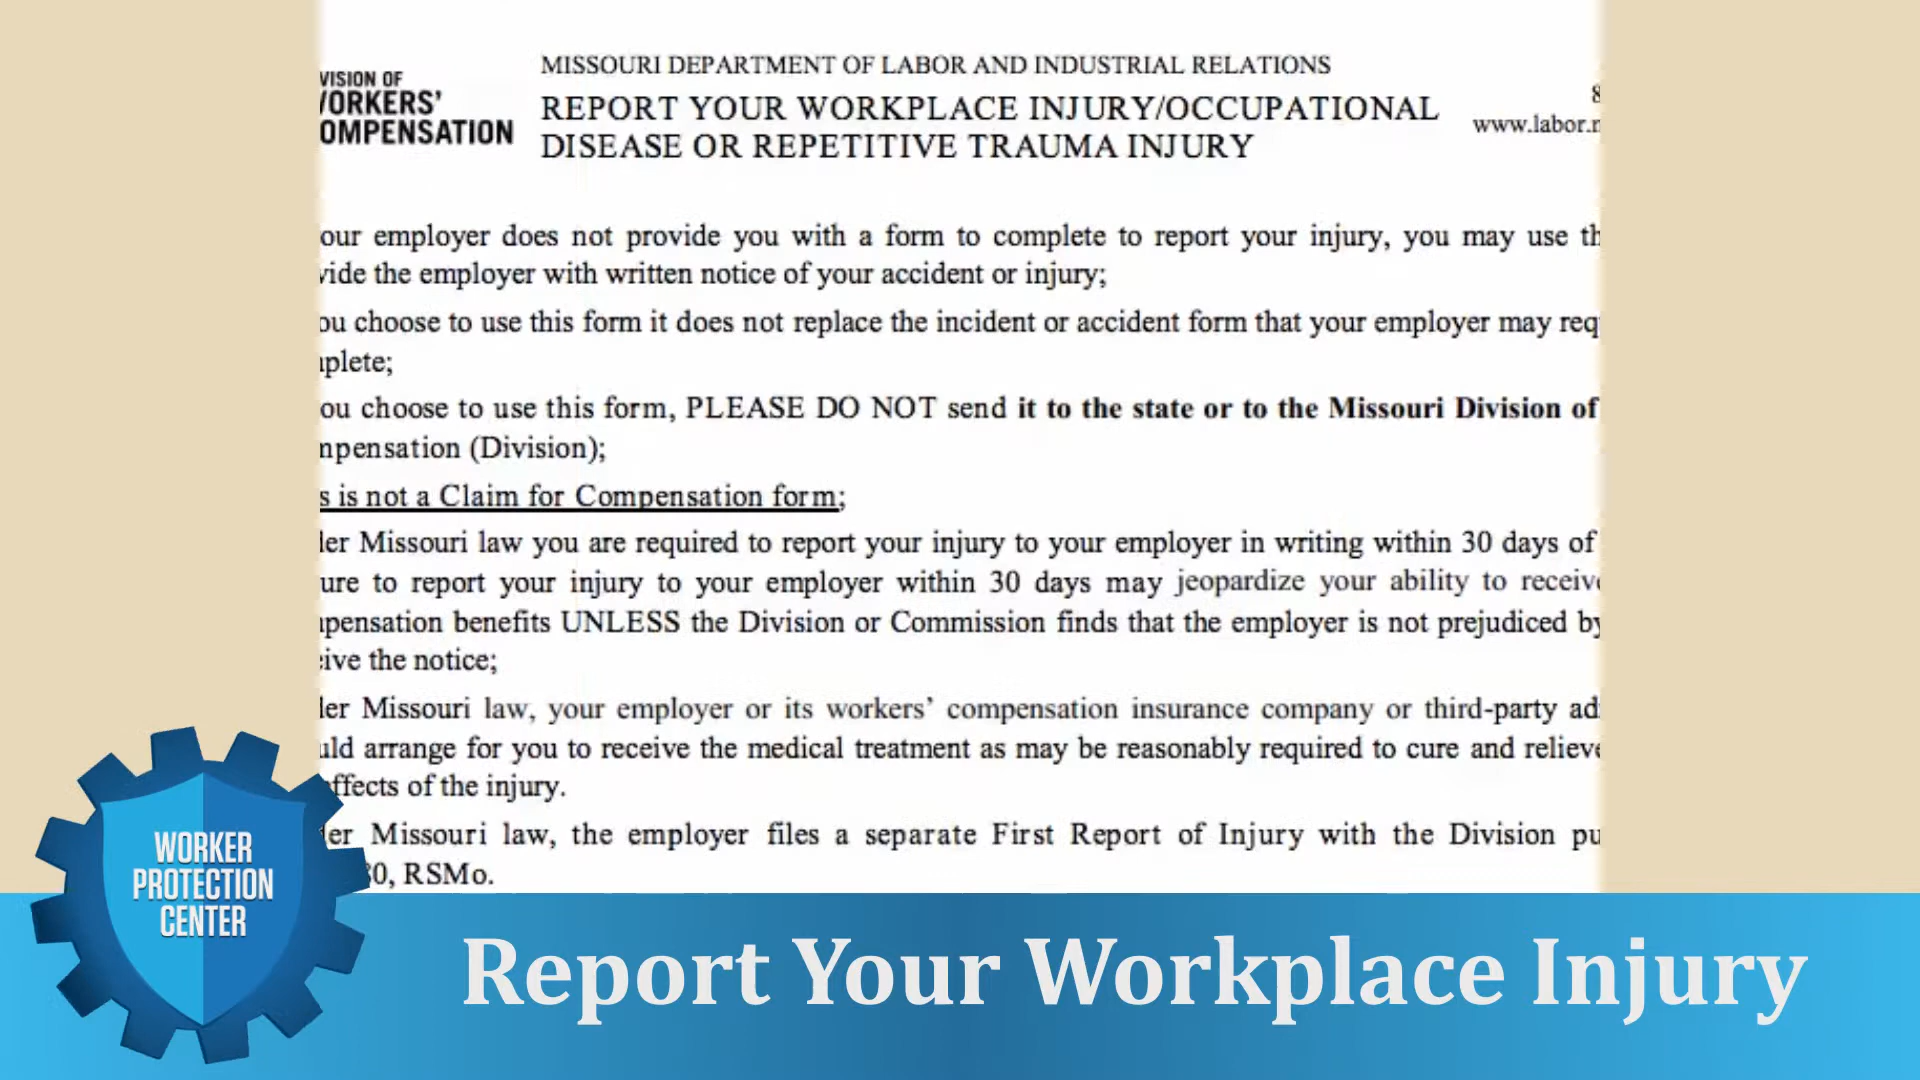 VISION OF
WORKERS'
OMPENSATION
MISSOURI DEPARTMENT OF LABOR AND INDUSTRIAL RELATIONS
REPORT YOUR WORKPLACE INJURY/OCCUPATIONAL
DISEASE OR REPETITIVE TRAUMA INJURY
8
www.labor.
our employer does not provide you with a form to complete to report your injury, you may use th
vide the employer with written notice of your accident or injury;
ou choose to use this form it does not replace the incident or accident form that your employer may req
plete;
ou choose to use this form, PLEASE DO NOT send it to the state or to the Missouri Division of
mpensation (Division);
s is not a Claim for Compensation form;
der Missouri law you are required to report your injury to your employer in writing within 30 days of
ure to report your injury to your employer within 30 days may jeopardize your ability to receive
pensation benefits UNLESS the Division or Commission finds that the employer is not prejudiced by
eive the notice;
der Missouri law, your employer or its workers' compensation insurance company or third-party ad
uld arrange for you to receive the medical treatment as may be reasonably required to cure and relieve
effects of the injury.
der Missouri law, the employer files a separate First Report of Injury with the Division pu
80, RSMo.
WORKER
PROTECTION
CENTER
Report Your Workplace Injury